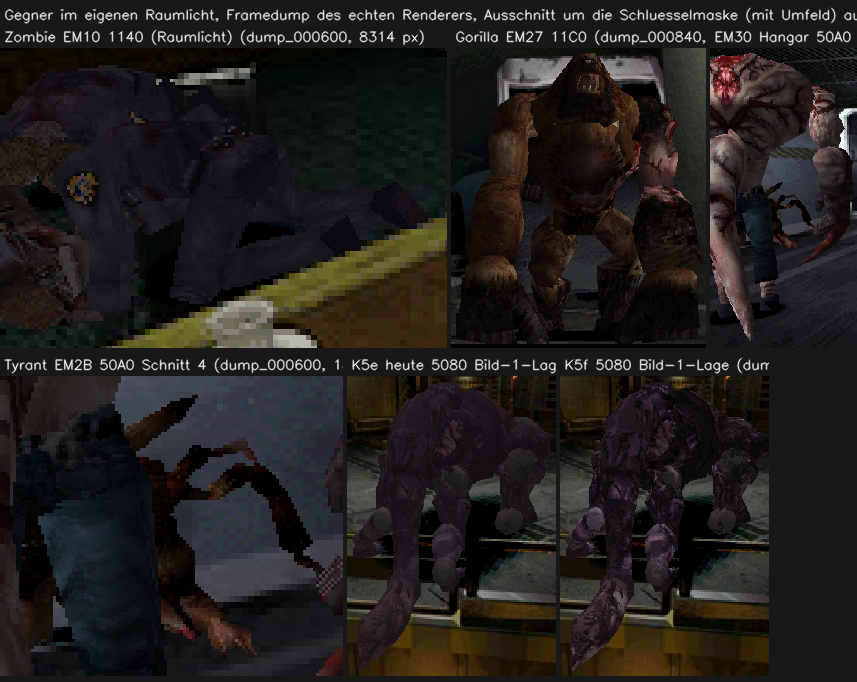 Gegner im eigenen Raumlicht, Framedump des echten Renderers, Ausschnitt um die Schluesselmaske (mit Umfeld) au
Zombie EM10 1140 (Raumlicht) (dump_000600, 8314 px)
Gorilla EM27 11C0 (dump_000840,
EM30 Hangar 50A0
Tyrant EM2B 50A0 Schnitt 4 (dump_000600, 1
K5e heute 5080 Bild-1-Lag
K5f 5080 Bild-1-Lage (dum